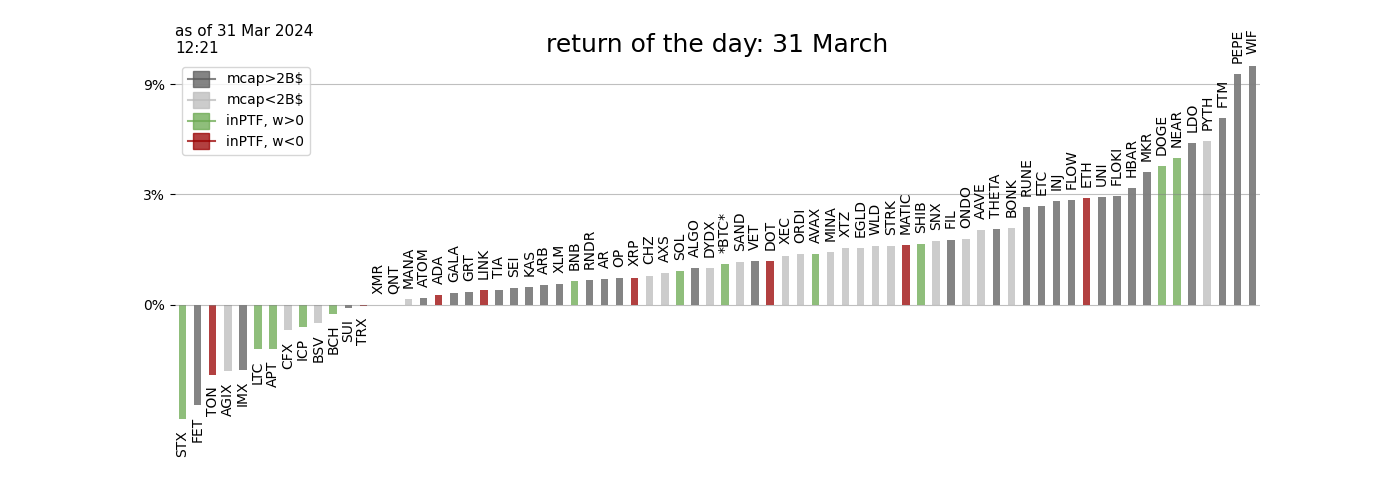 as of 31 Mar 2024
12:21
return of the day: 31 March
mcap>2B$
mcap<2B$
inPTF, w>0
inPTF, w<0
9%
3%
0%
STX
FET
TON
AGIX
IMX
LTC
APT
CFX
ICP
BSV
BCH
SUI
TRX
XMR
QNT
MANA
ATOM
ADA
GALA
GRT
LINK
TIA
SEI
KAS
ARB
XLM
BNB
RNDR
AR
OP
XRP
CHZ
AXS
SOL
ALGO
DYDX
*BTC*
SAND
VET
DOT
XEC
ORDI
AVAX
MINA
XTZ
EGLD
WLD
STRK
MATIC
SHIB
SNX
FIL
ONDO
AAVE
THETA
BONK
RUNE
ETC
INJ
FLOW
ETH
UNI
FLOKI
HBAR
MKR
DOGE
NEAR
LDO
PYTH
FTM
PEPE
WIF